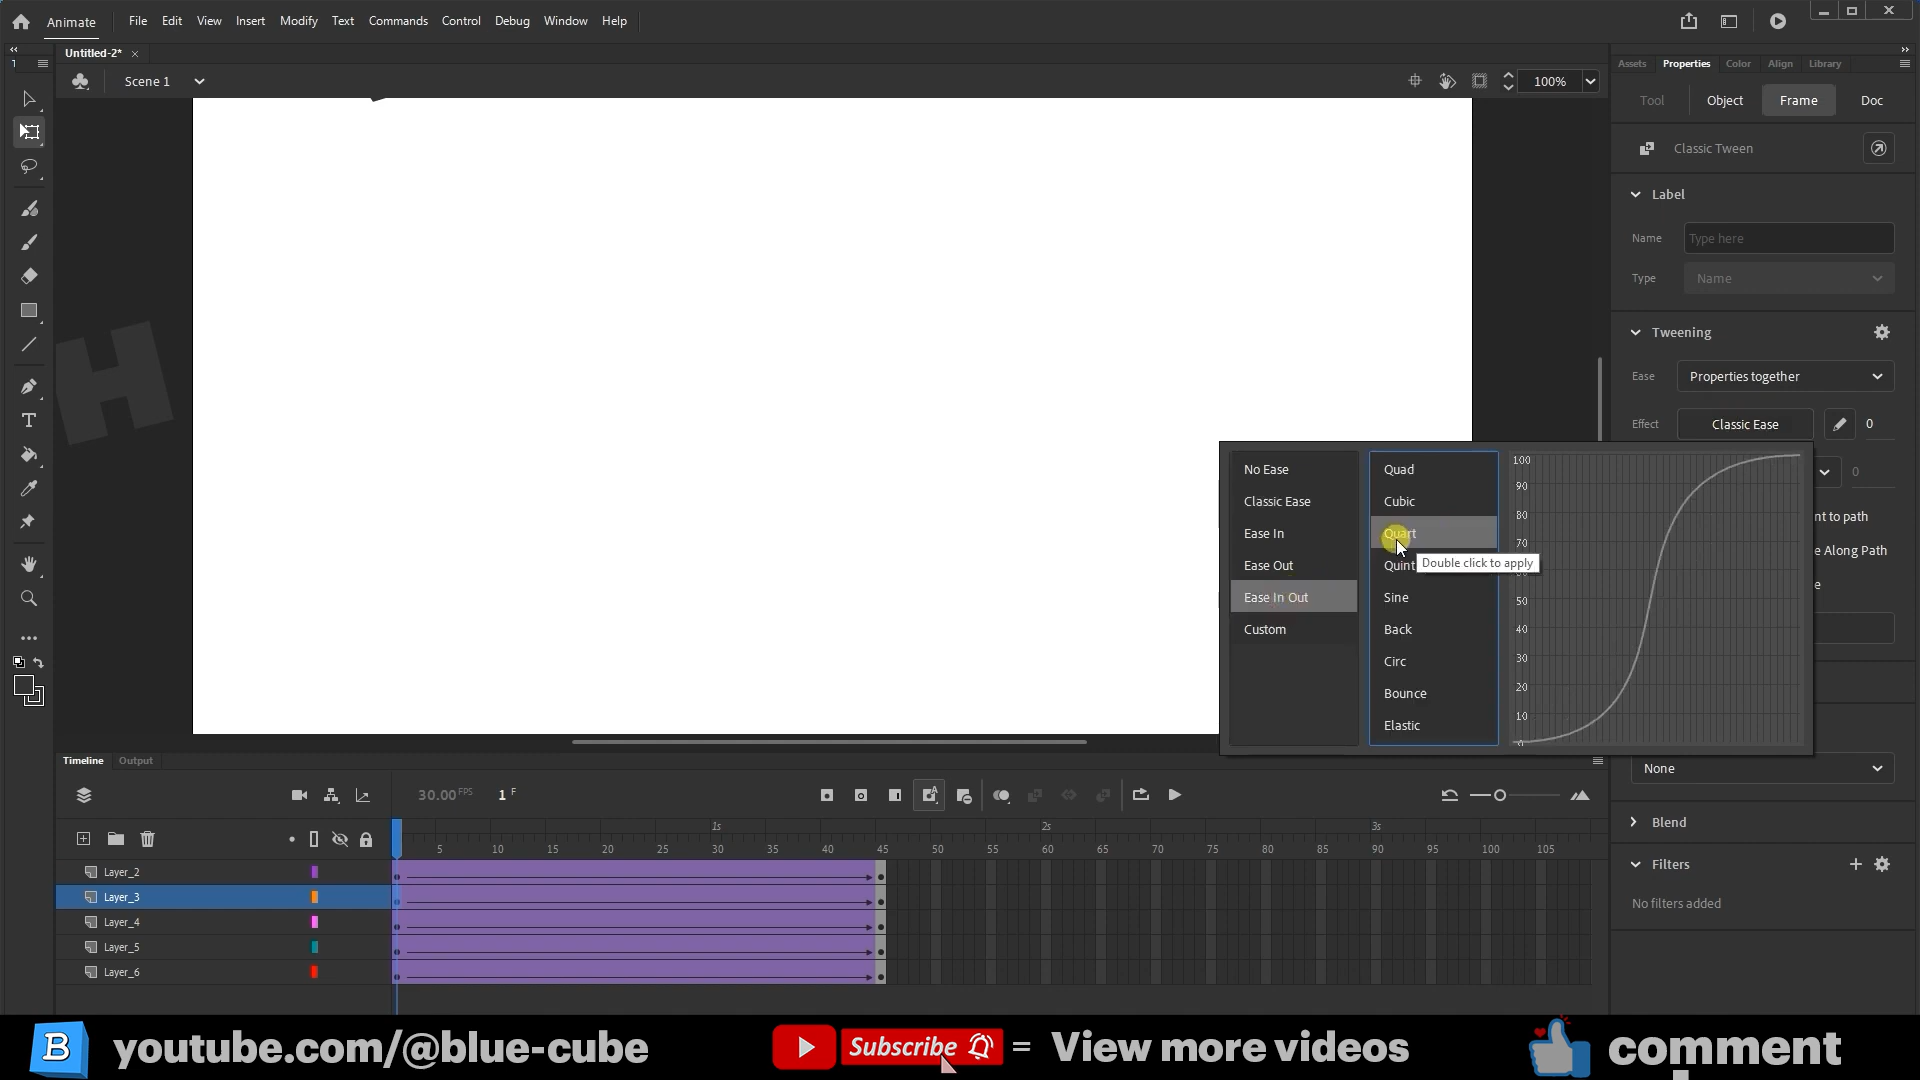 Animate File Edit View Insert Modify Text Commands Control Debug Window Help
Untitled-2* ×
Scene 1
100%
Assets Properties Color Align Library
Tool Object Frame Doc
Classic Tween
Label
Name Type here
Type Name
Tweening
Ease Properties together
Effect Classic Ease 0
0
nt to path
e Along Path
e
No Ease
Classic Ease
Ease In
Ease Out
Ease In Out
Custom
Quad
Cubic
Quart
Quint
Sine
Back
Circ
Bounce
Elastic
Double click to apply
100
90
80
70
50
40
30
20
10
0
None
Blend
Filters
No filters added
H
Timeline Output
30.00 FPS 1 F
1s 2s 3s
5 10 15 20 25 30 35 40 45 50 55 60 65 70 75 80 85 90 95 100 105
Layer_2
Layer_3
Layer_4
Layer_5
Layer_6
B youtube.com/@blue-cube Subscribe = View more videos comment